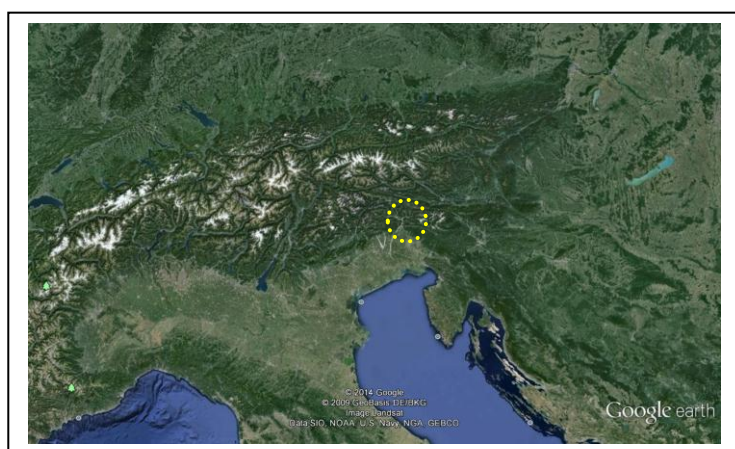 © 2014 Google
© 2009 GeoBasis-DE/BKG
Image Landsat
Data SIO, NOAA, U.S. Navy, NGA, GEBCO
Google earth